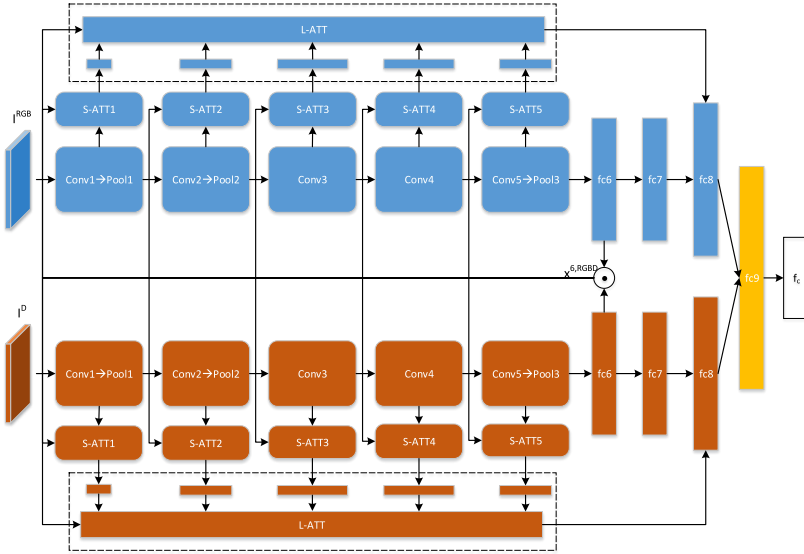 L-ATT
S-ATT1 S-ATT2 S-ATT3 S-ATT4 S-ATT5
I^RGB
Conv1→Pool1 Conv2→Pool2 Conv3 Conv4 Conv5→Pool3 fc6 fc7 fc8
x^6,RGBD fc9 f_c
I^D
Conv1→Pool1 Conv2→Pool2 Conv3 Conv4 Conv5→Pool3 fc6 fc7 fc8
S-ATT1 S-ATT2 S-ATT3 S-ATT4 S-ATT5
L-ATT